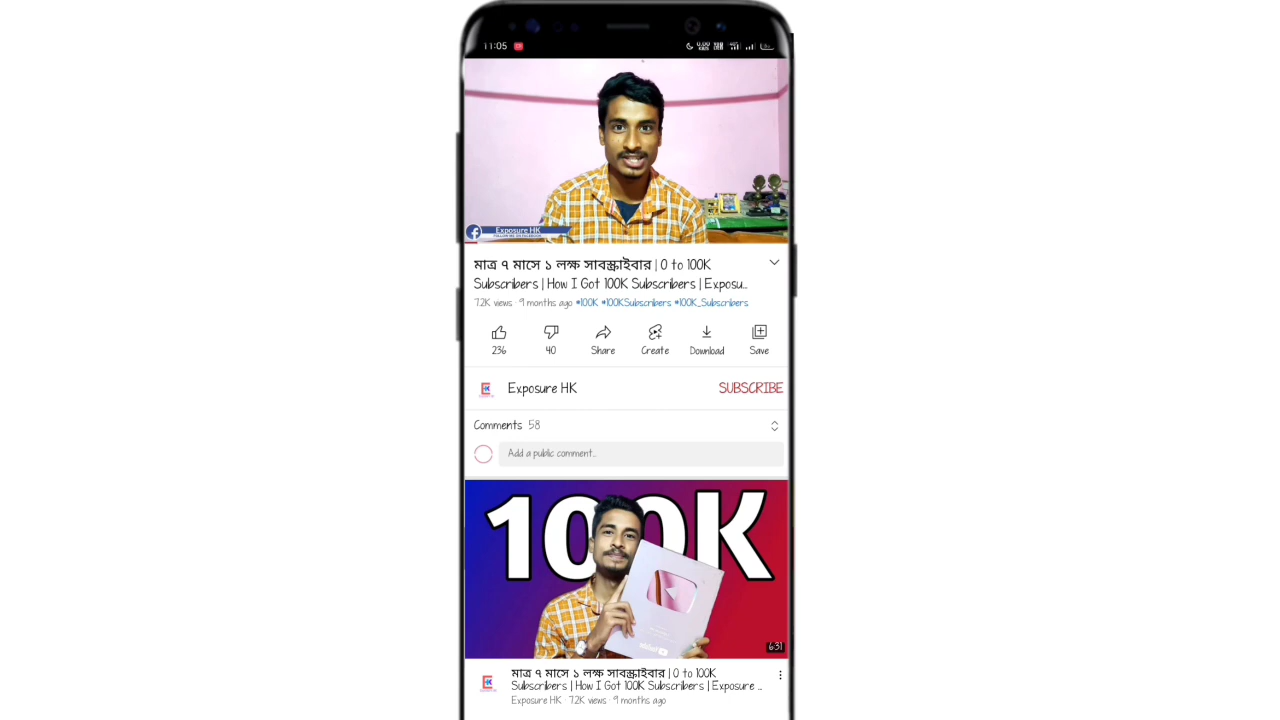 11:05
Exposure HK
মাত্র ৭ মাসে ১ লক্ষ সাবস্ক্রাইবার | 0 to 100K
Subscribers | How I Got 100K Subscribers | Exposu...
7.2K views · 9 months ago #100K #100KSubscribers #100K_Subscribers
236 40 Share Create Download Save
Exposure HK SUBSCRIBE
Comments 58
Add a public comment...
100K
6:31
মাত্র ৭ মাসে ১ লক্ষ সাবস্ক্রাইবার | 0 to 100K
Subscribers | How I Got 100K Subscribers | Exposure ...
Exposure HK · 7.2K views · 9 months ago